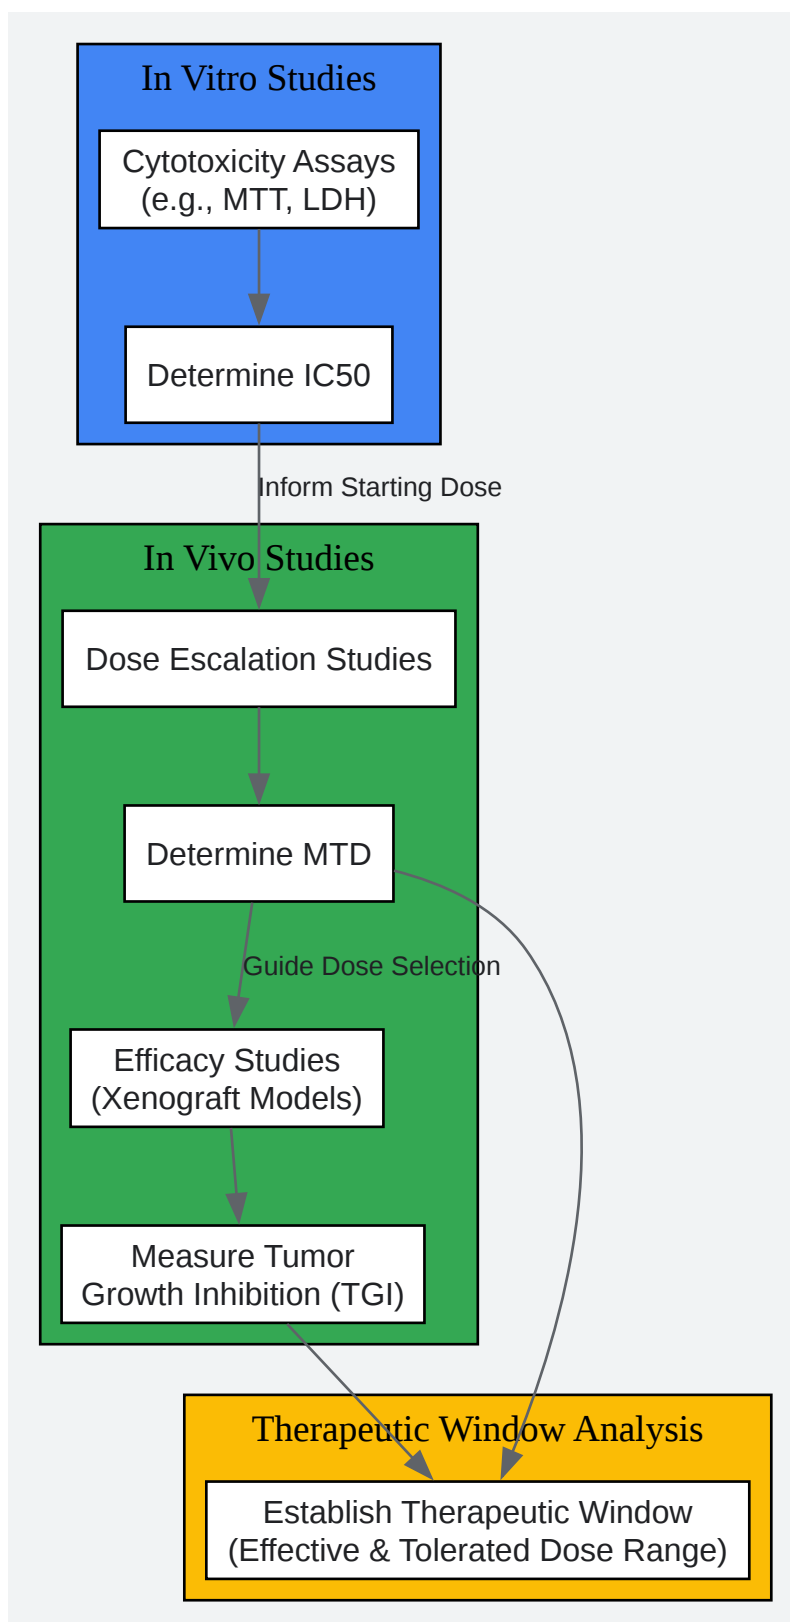 In Vitro Studies
Cytotoxicity Assays
(e.g., MTT, LDH)
Determine IC50
Inform Starting Dose
In Vivo Studies
Dose Escalation Studies
Determine MTD
Guide Dose Selection
Efficacy Studies
(Xenograft Models)
Measure Tumor
Growth Inhibition (TGI)
Therapeutic Window Analysis
Establish Therapeutic Window
(Effective & Tolerated Dose Range)